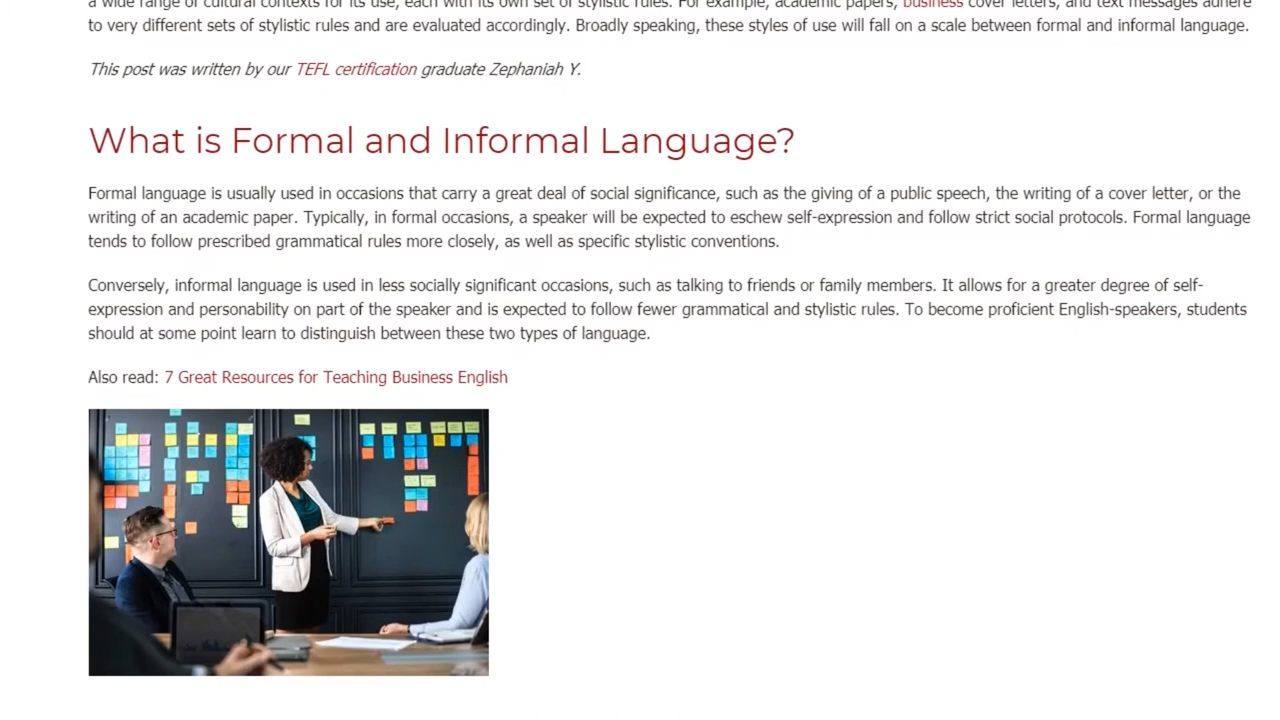 a wide range of cultural contexts for its use, each with its own set of stylistic rules. For example, academic papers, business cover letters, and text messages adhere
to very different sets of stylistic rules and are evaluated accordingly. Broadly speaking, these styles of use will fall on a scale between formal and informal language.
This post was written by our TEFL certification graduate Zephaniah Y.
What is Formal and Informal Language?
Formal language is usually used in occasions that carry a great deal of social significance, such as the giving of a public speech, the writing of a cover letter, or the
writing of an academic paper. Typically, in formal occasions, a speaker will be expected to eschew self-expression and follow strict social protocols. Formal language
tends to follow prescribed grammatical rules more closely, as well as specific stylistic conventions.
Conversely, informal language is used in less socially significant occasions, such as talking to friends or family members. It allows for a greater degree of self-
expression and personability on part of the speaker and is expected to follow fewer grammatical and stylistic rules. To become proficient English-speakers, students
should at some point learn to distinguish between these two types of language.
Also read: 7 Great Resources for Teaching Business English